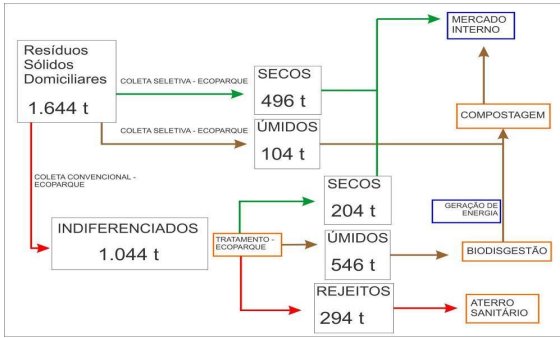 Resíduos
Sólidos
Domiciliares
1.644 t
COLETA SELETIVA - ECOPARQUE
SECOS
496 t
MERCADO
INTERNO
COLETA SELETIVA - ECOPARQUE
ÚMIDOS
104 t
COMPOSTAGEM
COLETA CONVENCIONAL -
ECOPARQUE
SECOS
204 t
GERAÇÃO DE
ENERGIA
INDIFERENCIADOS
1.044 t
TRATAMENTO -
ECOPARQUE
ÚMIDOS
546 t
BIODISGESTÃO
REJEITOS
294 t
ATERRO
SANITÁRIO